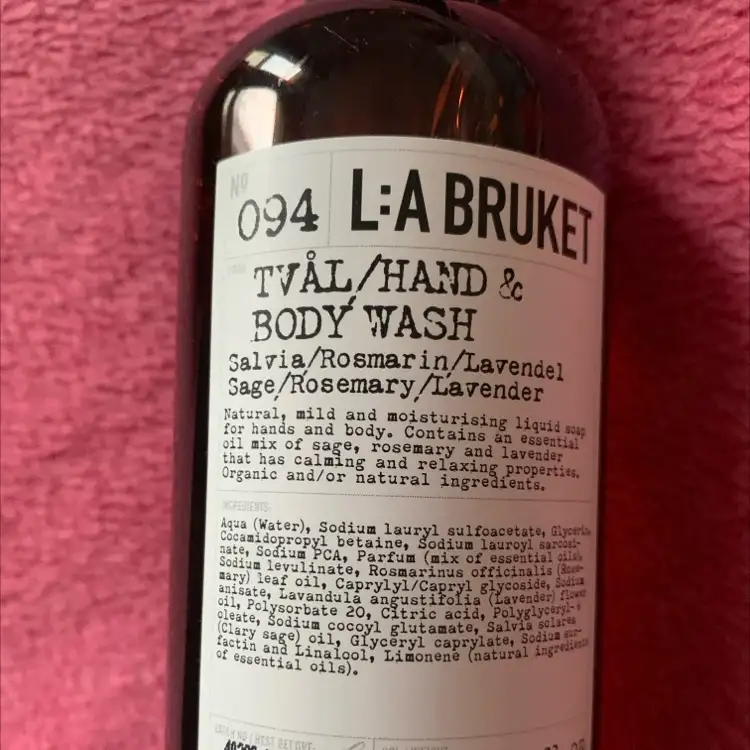 Nº
094 L:A BRUKET
TVÅL/HAND &
BODY WASH
Salvia/Rosmarin/Lavendel
Sage/Rosemary/Lavender
Natural, mild and moisturising liquid soap
for hands and body. Contains an essential
oil mix of sage, rosemary and lavender
that has calming and relaxing properties.
Organic and/or natural ingredients.
INGREDIENTS:
Aqua (Water), Sodium lauryl sulfoacetate, Glycerin,
Cocamidopropyl betaine, Sodium lauroyl sarcosi-
nate, Sodium PCA, Parfum (mix of essential oils),
Sodium levulinate, Rosmarinus officinalis (Rose-
mary) leaf oil, Caprylyl/Capryl glycoside, Sodium
anisate, Lavandula angustifolia (Lavender) flower
oil, Polysorbate 20, Citric acid, Polyglyceryl-
oleate, Sodium cocoyl glutamate, Salvia
(Clary sage) oil, Glyceryl caprylate, Sodium sur-
factin and Linalool, Limonene (natural ingredients
of essential oils).
BATCH NO / BEST BEFORE: